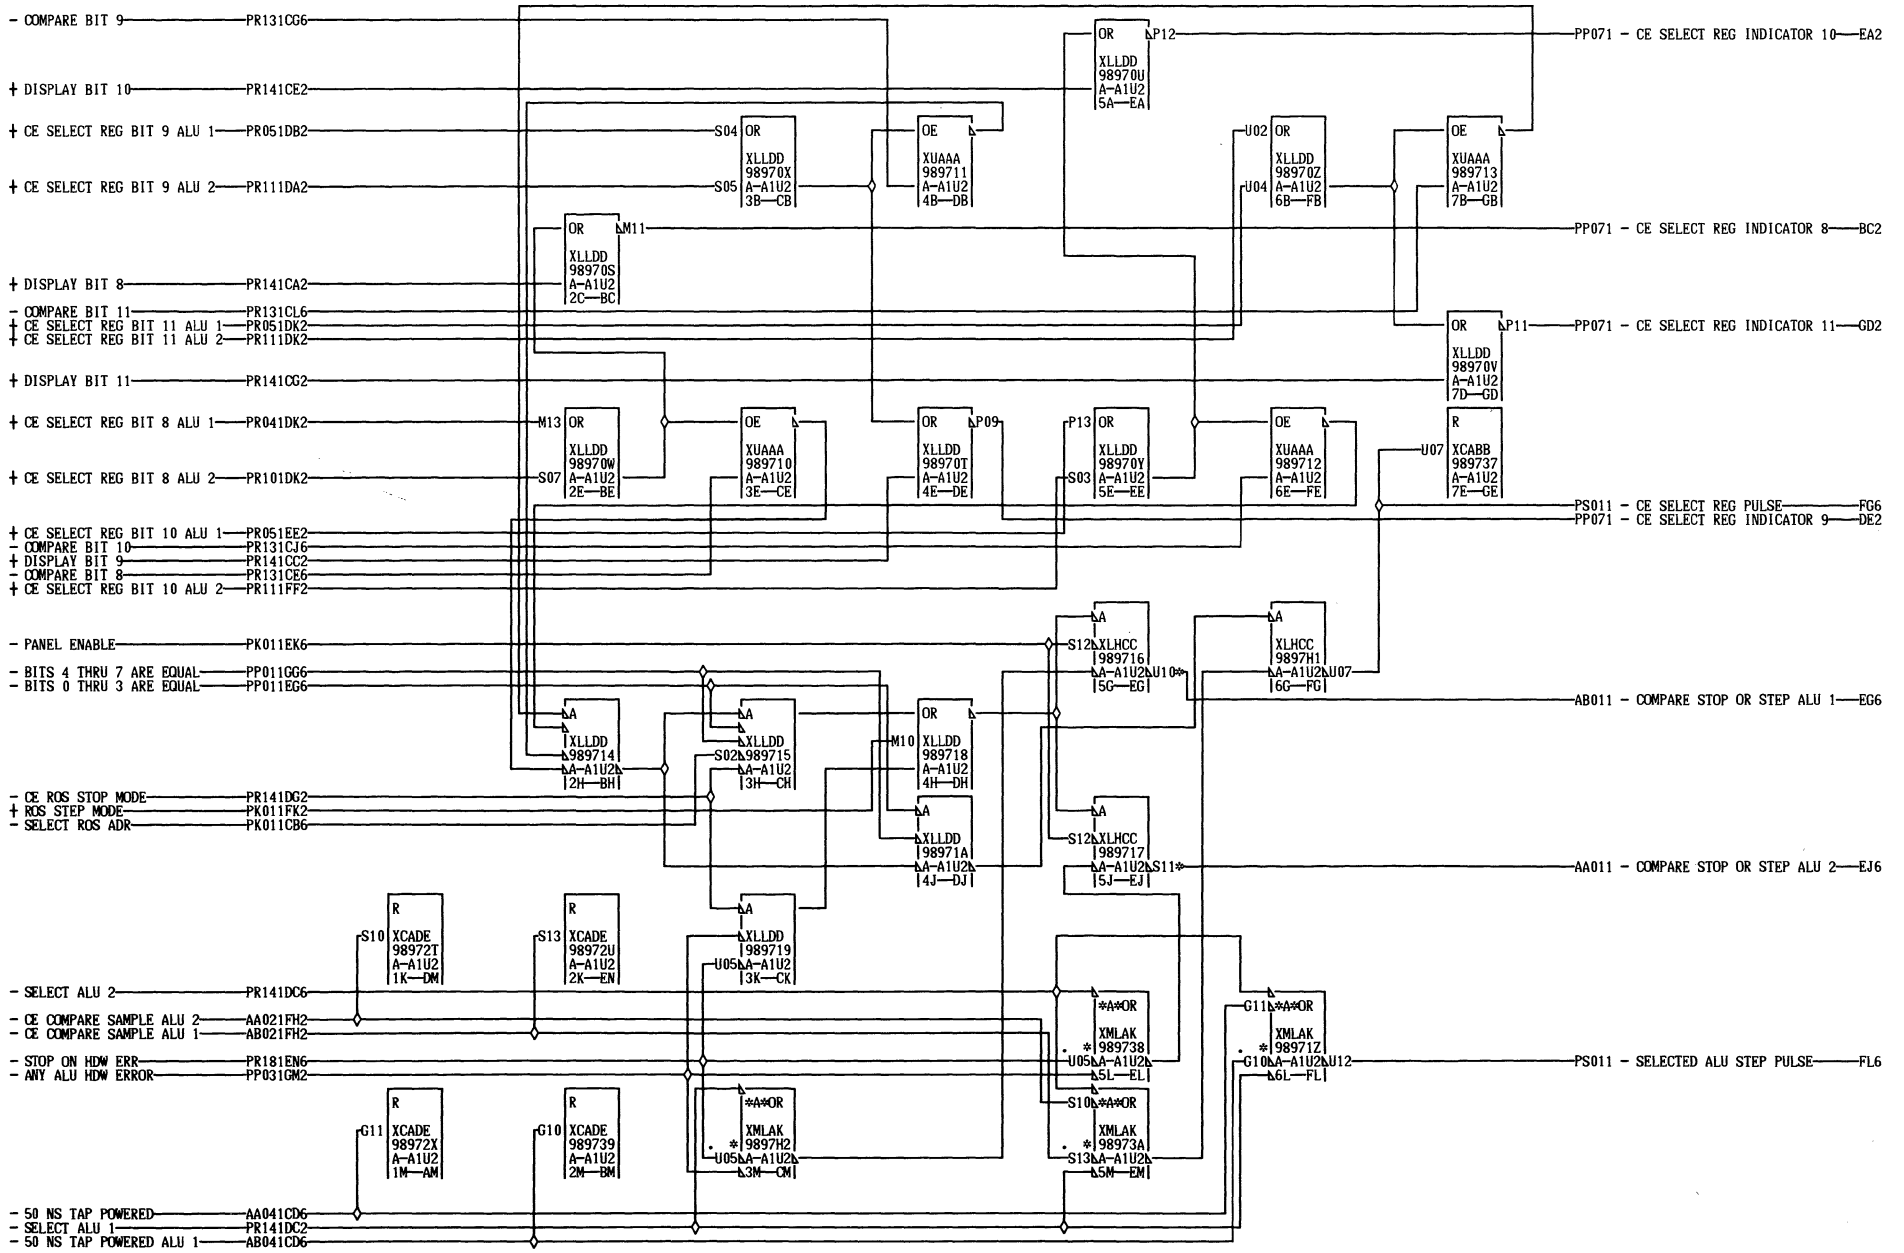 - COMPARE BIT 9 PR131CG6
+ DISPLAY BIT 10 PR141CE2
+ CE SELECT REG BIT 9 ALU 1 PR051DB2
+ CE SELECT REG BIT 9 ALU 2 PR111DA2
+ DISPLAY BIT 8 PR141CA2
- COMPARE BIT 11 PR131CL6
+ CE SELECT REG BIT 11 ALU 1 PR051DK2
+ CE SELECT REG BIT 11 ALU 2 PR111DK2
+ DISPLAY BIT 11 PR141CG2
+ CE SELECT REG BIT 8 ALU 1 PR041DK2
+ CE SELECT REG BIT 8 ALU 2 PR101DK2
+ CE SELECT REG BIT 10 ALU 1 PR051EE2
- COMPARE BIT 10 PR131CJ6
+ DISPLAY BIT 9 PR141CC2
- COMPARE BIT 8 PR131CE6
+ CE SELECT REG BIT 10 ALU 2 PR111FF2
- PANEL ENABLE PK011EK6
- BITS 4 THRU 7 ARE EQUAL PP011GG6
- BITS 0 THRU 3 ARE EQUAL PP011EG6
- CE ROS STOP MODE PR141DG2
+ ROS STEP MODE PK011FK2
- SELECT ROS ADR PK011CB6
- SELECT ALU 2 PR141DC6
- CE COMPARE SAMPLE ALU 2 AA021FH2
- CE COMPARE SAMPLE ALU 1 AB021FH2
- STOP ON HDW ERR PR181EN6
- ANY ALU HDW ERROR PP031GM2
- 50 NS TAP POWERED AA041CD6
- SELECT ALU 1 PR141DC2
- 50 NS TAP POWERED ALU 1 AB041CD6
OR P12
XLLDD
98970U
A-A1U2
5A EA
S04 OR
XLLDD
98970X
S05 A-A1U2
3B CB
OE
XUAAA
989711
A-A1U2
4B DB
U02 OR
XLLDD
98970Z
U04 A-A1U2
6B FB
OE
XUAAA
989713
A-A1U2
7B GB
OR M11
XLLDD
98970S
A-A1U2
2C BC
OR P11
XLLDD
98970V
A-A1U2
7D GD
M13 OR
XLLDD
98970W
S07 A-A1U2
2E BE
OE
XUAAA
989710
A-A1U2
3E CE
OR P09
XLLDD
98970T
A-A1U2
4E DE
P13 OR
XLLDD
98970Y
S03 A-A1U2
5E EE
OE
XUAAA
989712
A-A1U2
6E FE
R
U07 XCABB
989737
A-A1U2
7E GE
A
S12 XLHCC
989716
A-A1U2 U10*
5G EG
A
XLHCC
9897H1
A-A1U2 U07
6G FG
A
XLLDD
989714
A-A1U2
2H BH
A
XLLDD
S02 989715
A-A1U2
3H CH
OR
M10 XLLDD
989718
A-A1U2
4H DH
A
XLLDD
98971A
A-A1U2
4J DJ
A
S12 XLHCC
989717
A-A1U2 S11*
5J EJ
R
S10 XCADE
98972T
A-A1U2
1K DM
R
S13 XCADE
98972U
A-A1U2
2K EN
A
XLLDD
989719
U05 A-A1U2
3K CK
*A*OR
XMLAK
* 989738
U05 A-A1U2
5L EL
G11 *A*OR
XMLAK
* 98971Z
G10 A-A1U2 U12
6L FL
R
G11 XCADE
98972X
A-A1U2
1M AM
R
G10 XCADE
989739
A-A1U2
2M BM
*A*OR
XMLAK
* 9897H2
U05 A-A1U2
3M CM
S10 *A*OR
XMLAK
* 98973A
S13 A-A1U2
5M EM
PP071 - CE SELECT REG INDICATOR 10 EA2
PP071 - CE SELECT REG INDICATOR 8 BC2
PP071 - CE SELECT REG INDICATOR 11 GD2
PS011 - CE SELECT REG PULSE FG6
PP071 - CE SELECT REG INDICATOR 9 DE2
AB011 - COMPARE STOP OR STEP ALU 1 EG6
AA011 - COMPARE STOP OR STEP ALU 2 EJ6
PS011 - SELECTED ALU STEP PULSE FL6